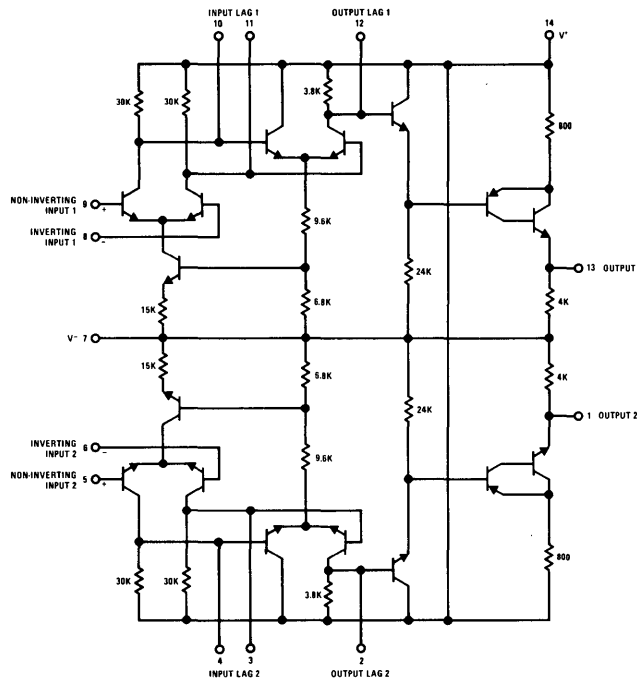 INPUT LAG 1
10 11
OUTPUT LAG 1
12
14
V+
30K
30K
3.8K
800
NON-INVERTING
INPUT 1
9
+
INVERTING
INPUT 1
8
−
9.6K
24K
13 OUTPUT
15K
6.8K
4K
V− 7
15K
6.8K
4K
24K
1 OUTPUT 2
INVERTING
INPUT 2
6
−
NON-INVERTING
INPUT 2
5
+
9.6K
30K
30K
3.8K
800
4 3
INPUT LAG 2
2
OUTPUT LAG 2